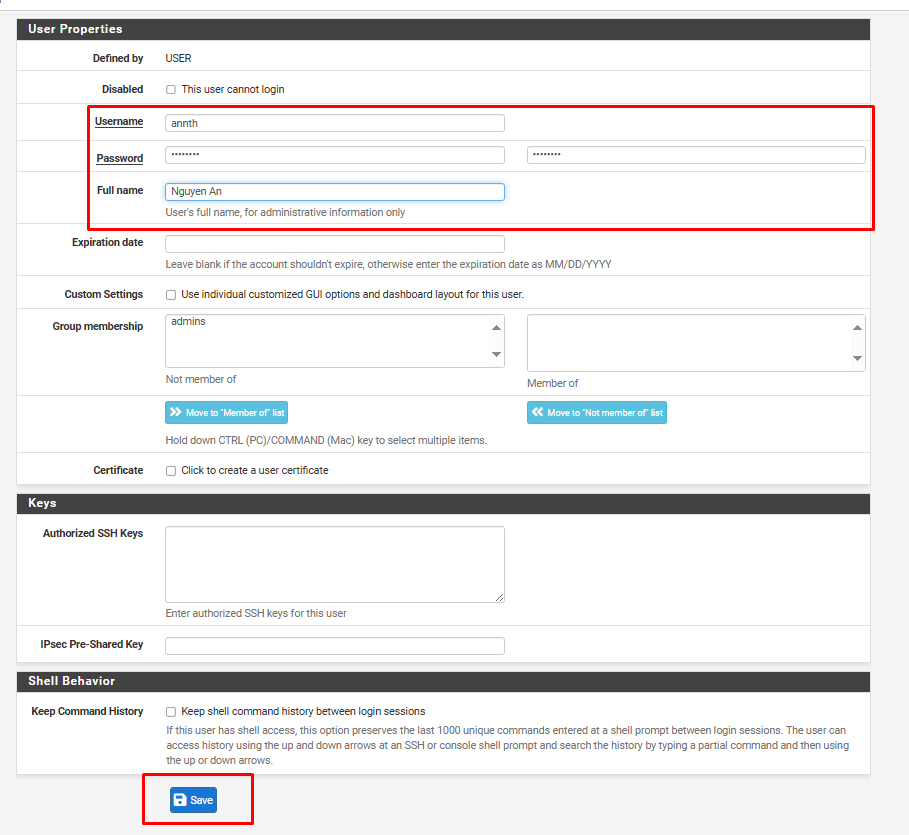 User Properties
Defined by USER
Disabled This user cannot login
Username annth
Password •••••••• ••••••••
Full name Nguyen An
User's full name, for administrative information only
Expiration date
Leave blank if the account shouldn't expire, otherwise enter the expiration date as MM/DD/YYYY
Custom Settings Use individual customized GUI options and dashboard layout for this user.
Group membership admins
Not member of Member of
Move to "Member of" list Move to "Not member of" list
Hold down CTRL (PC)/COMMAND (Mac) key to select multiple items.
Certificate Click to create a user certificate
Keys
Authorized SSH Keys
Enter authorized SSH keys for this user
IPsec Pre-Shared Key
Shell Behavior
Keep Command History Keep shell command history between login sessions
If this user has shell access, this option preserves the last 1000 unique commands entered at a shell prompt between login sessions. The user can
access history using the up and down arrows at an SSH or console shell prompt and search the history by typing a partial command and then using
the up or down arrows.
Save